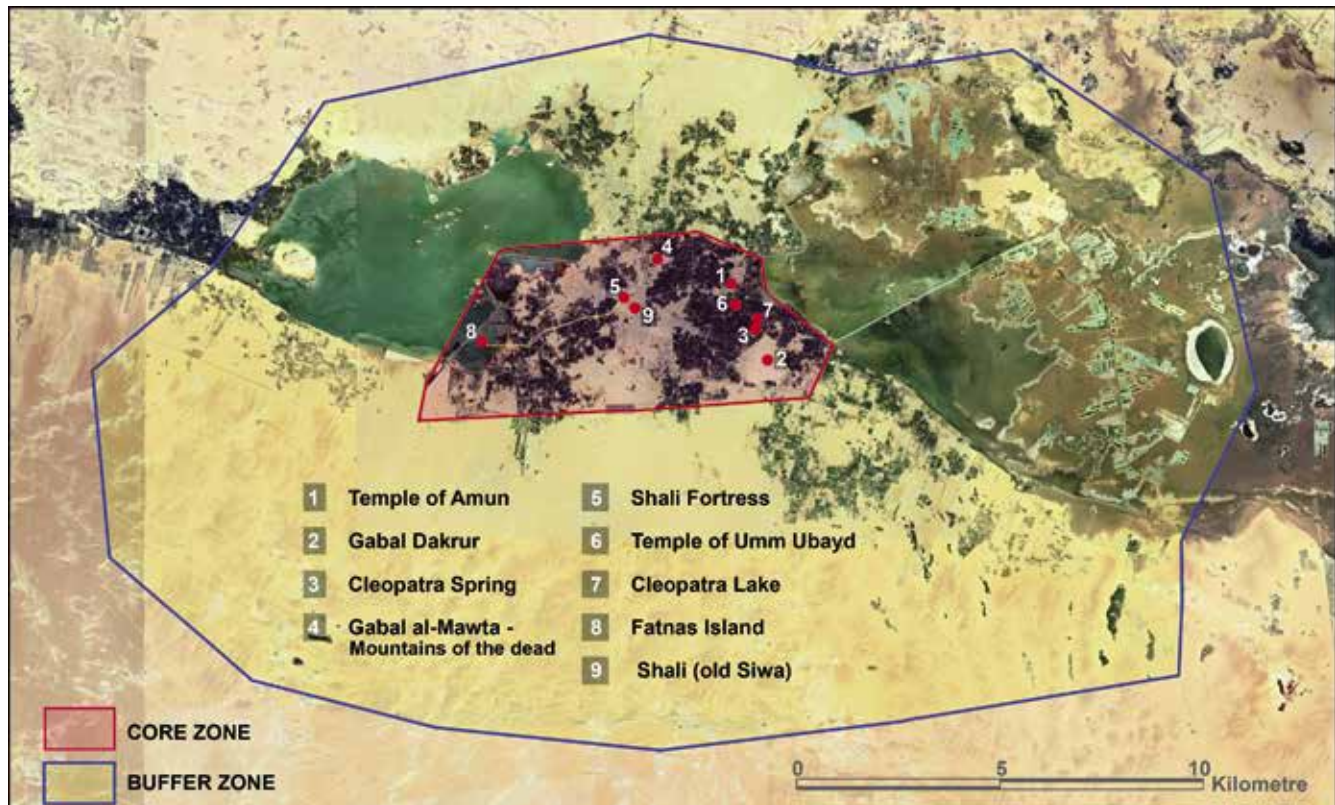 4
1
5
6
9
7
3
8
2
1 Temple of Amun
2 Gabal Dakrur
3 Cleopatra Spring
4 Gabal al-Mawta -
Mountains of the dead
5 Shali Fortress
6 Temple of Umm Ubayd
7 Cleopatra Lake
8 Fatnas Island
9 Shali (old Siwa)
CORE ZONE
BUFFER ZONE
0 5 10
Kilometre